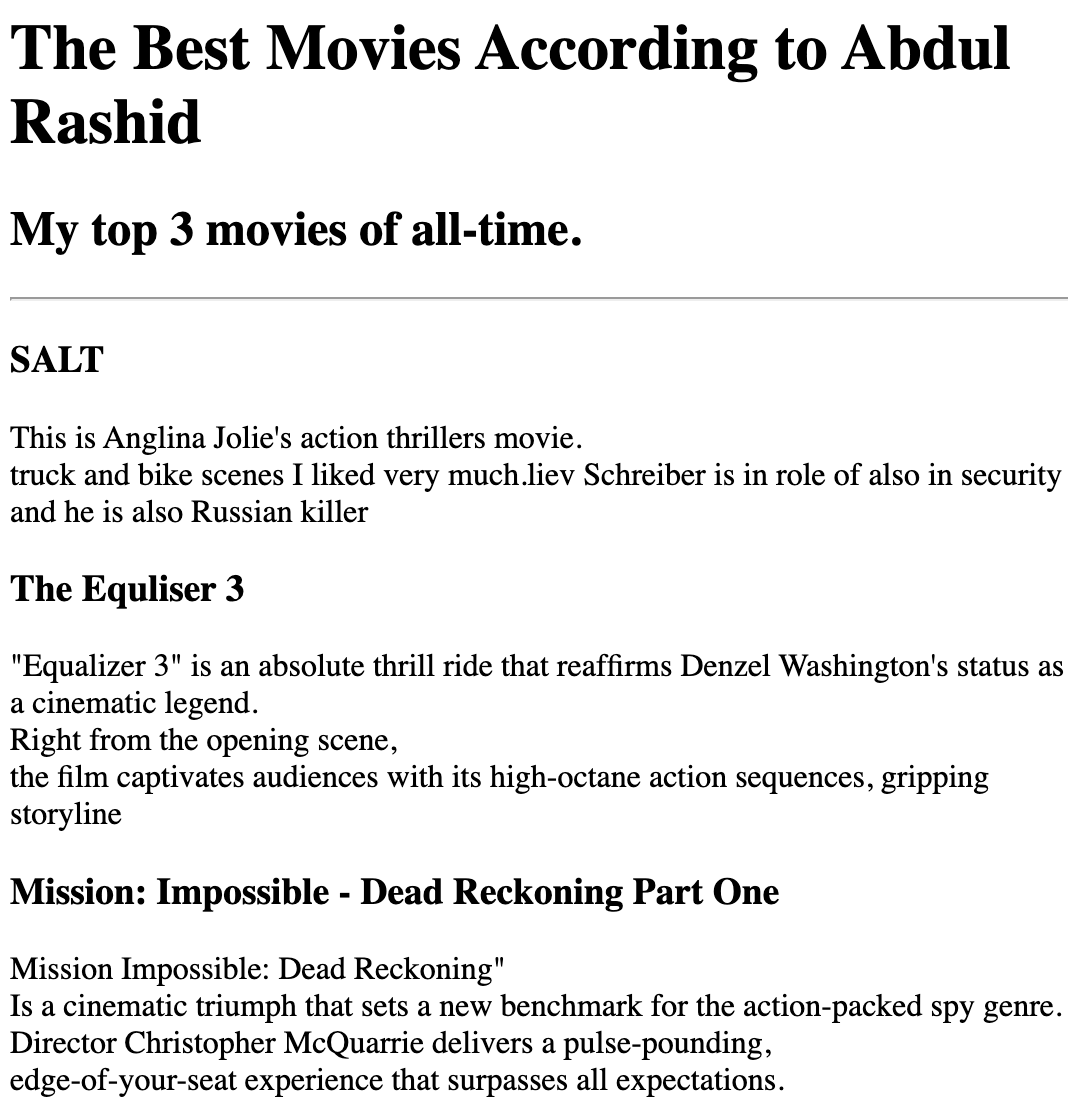 The Best Movies According to Abdul
Rashid
My top 3 movies of all-time.
SALT
This is Anglina Jolie's action thrillers movie.
truck and bike scenes I liked very much.liev Schreiber is in role of also in security
and he is also Russian killer
The Equliser 3
"Equalizer 3" is an absolute thrill ride that reaffirms Denzel Washington's status as
a cinematic legend.
Right from the opening scene,
the film captivates audiences with its high-octane action sequences, gripping
storyline
Mission: Impossible - Dead Reckoning Part One
Mission Impossible: Dead Reckoning"
Is a cinematic triumph that sets a new benchmark for the action-packed spy genre.
Director Christopher McQuarrie delivers a pulse-pounding,
edge-of-your-seat experience that surpasses all expectations.